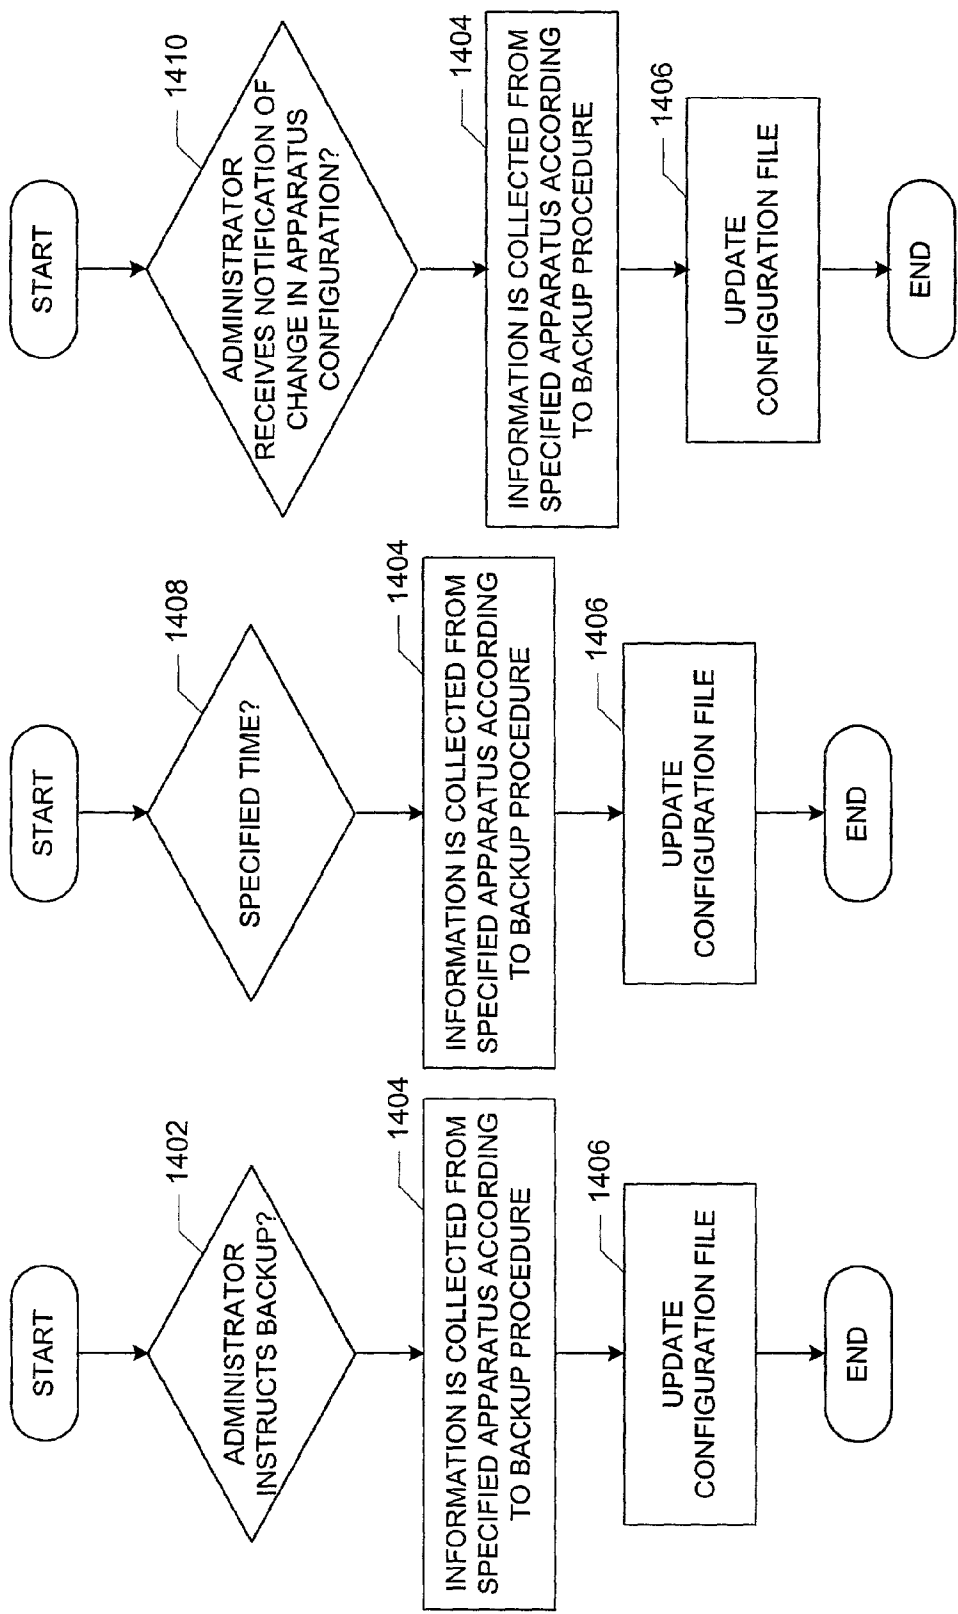 START
1402
ADMINISTRATOR
INSTRUCTS BACKUP?
1404
INFORMATION IS COLLECTED FROM
SPECIFIED APPARATUS ACCORDING
TO BACKUP PROCEDURE
1406
UPDATE
CONFIGURATION FILE
END
START
1408
SPECIFIED TIME?
1404
INFORMATION IS COLLECTED FROM
SPECIFIED APPARATUS ACCORDING
TO BACKUP PROCEDURE
1406
UPDATE
CONFIGURATION FILE
END
START
1410
ADMINISTRATOR
RECEIVES NOTIFICATION OF
CHANGE IN APPARATUS
CONFIGURATION?
1404
INFORMATION IS COLLECTED FROM
SPECIFIED APPARATUS ACCORDING
TO BACKUP PROCEDURE
1406
UPDATE
CONFIGURATION FILE
END